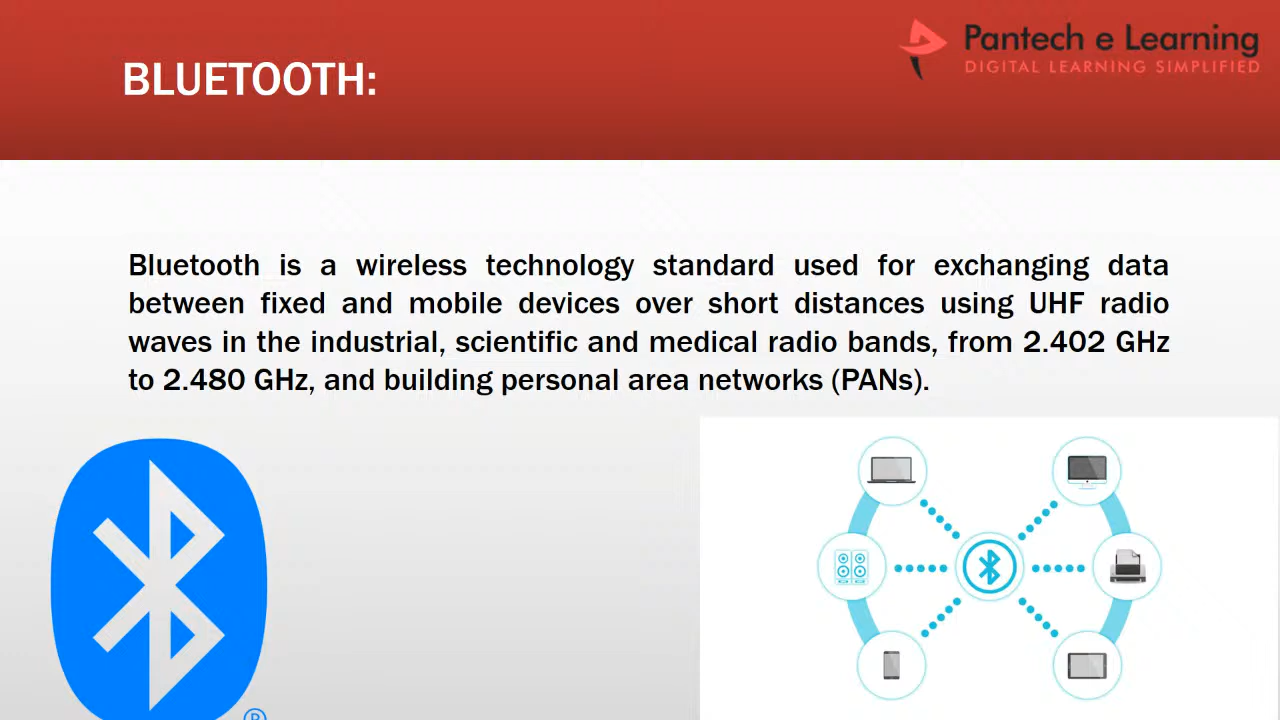 Pantech e Learning
DIGITAL LEARNING SIMPLIFIED
BLUETOOTH:
Bluetooth is a wireless technology standard used for exchanging data
between fixed and mobile devices over short distances using UHF radio
waves in the industrial, scientific and medical radio bands, from 2.402 GHz
to 2.480 GHz, and building personal area networks (PANs).
®